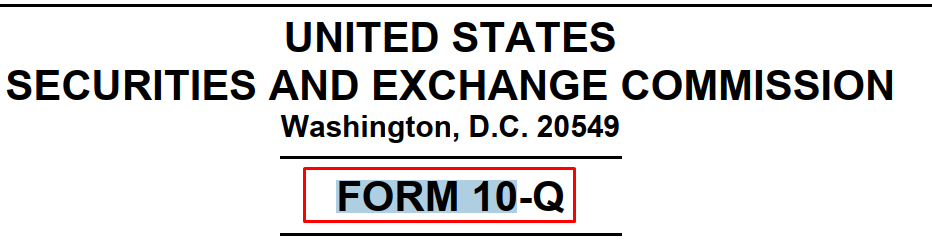 UNITED STATES
SECURITIES AND EXCHANGE COMMISSION
Washington, D.C. 20549
FORM 10-Q